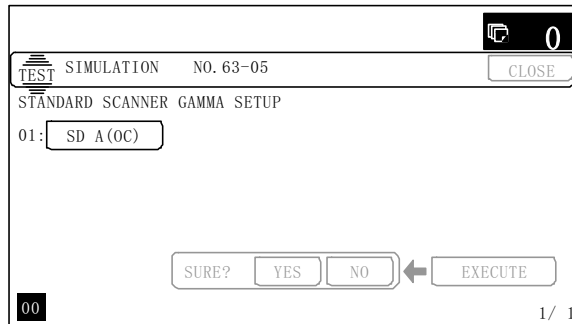 0
TEST SIMULATION NO. 63-05 CLOSE
STANDARD SCANNER GAMMA SETUP
01: SD A(OC)
SURE? YES NO EXECUTE
00 1/ 1